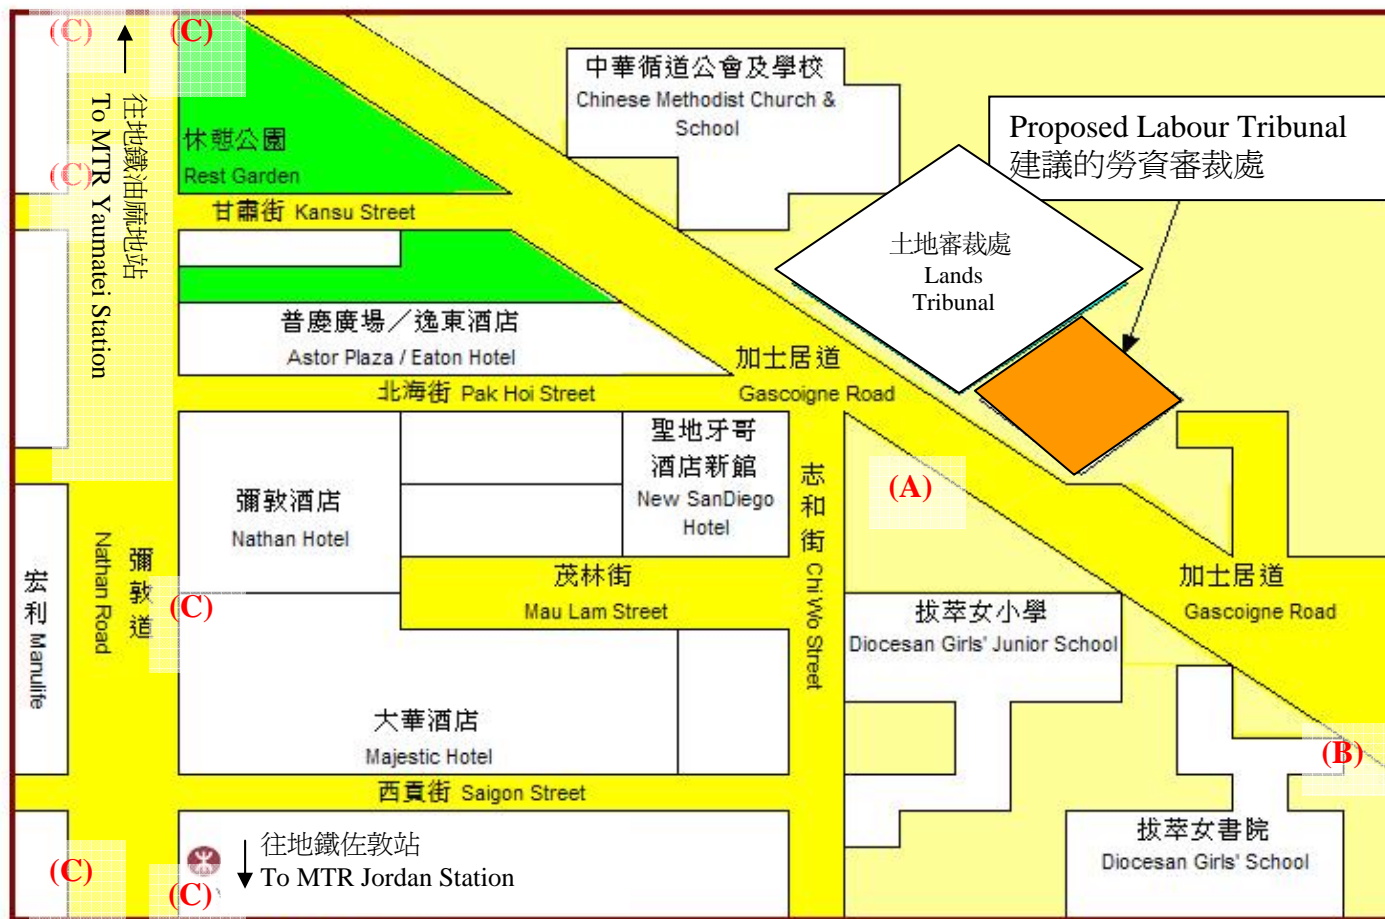 (C)
(C)
往地鐵油麻地站
To MTR Yaumatei Station
(C)
休憩公園
Rest Garden
甘肅街 Kansu Street
中華循道公會及學校
Chinese Methodist Church &
School
Proposed Labour Tribunal
建議的勞資審裁處
土地審裁處
Lands
Tribunal
普慶廣場／逸東酒店
Astor Plaza / Eaton Hotel
加士居道
Gascoigne Road
北海街 Pak Hoi Street
聖地牙哥
酒店新館
New SanDiego
Hotel
彌敦酒店
Nathan Hotel
志和街 Chi Wo Street
(A)
彌敦道
Nathan Road
宏利 Manulife
(C)
茂林街
Mau Lam Street
加士居道
Gascoigne Road
拔萃女小學
Diocesan Girls' Junior School
大華酒店
Majestic Hotel
(B)
西貢街 Saigon Street
拔萃女書院
Diocesan Girls' School
往地鐵佐敦站
To MTR Jordan Station
(C)
(C)